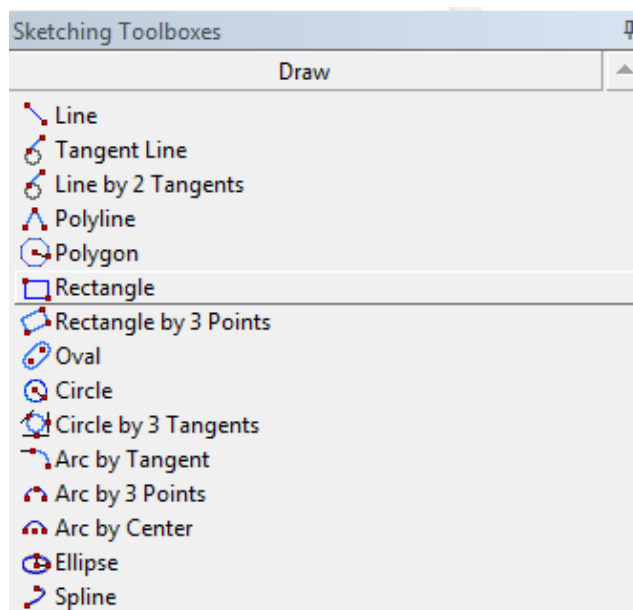 Sketching Toolboxes
Draw
Line
Tangent Line
Line by 2 Tangents
Polyline
Polygon
Rectangle
Rectangle by 3 Points
Oval
Circle
Circle by 3 Tangents
Arc by Tangent
Arc by 3 Points
Arc by Center
Ellipse
Spline